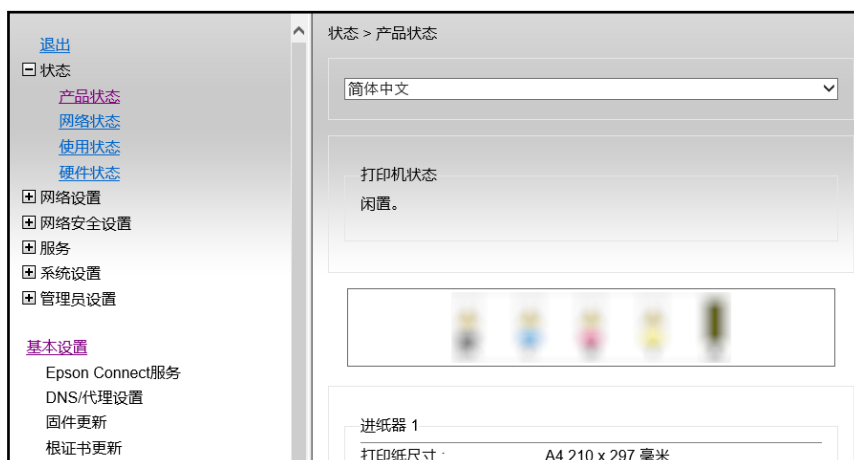 退出
状态
产品状态
网络状态
使用状态
硬件状态
网络设置
网络安全设置
服务
系统设置
管理员设置
基本设置
Epson Connect服务
DNS/代理设置
固件更新
根证书更新
状态 > 产品状态
简体中文
打印机状态
闲置。
进纸器 1
打印纸尺寸 : A4 210 x 297 毫米